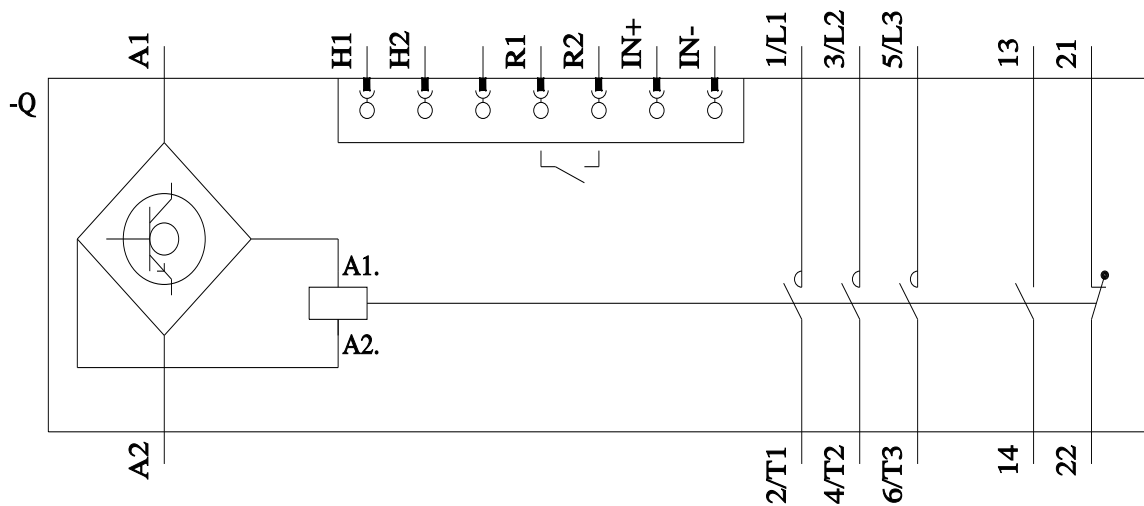 A1
H1
H2
R1
R2
IN+
IN-
1/L1
3/L2
5/L3
13
21
-Q
A1.
A2.
A2
2/T1
4/T2
6/T3
14
22